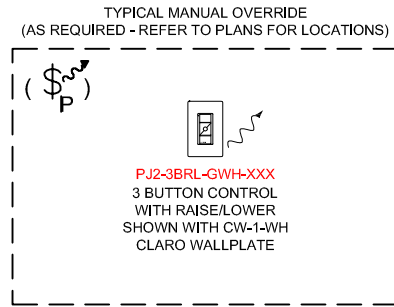 TYPICAL MANUAL OVERRIDE
(AS REQUIRED - REFER TO PLANS FOR LOCATIONS)
($P)
PJ2-3BRL-GWH-XXX
3 BUTTON CONTROL
WITH RAISE/LOWER
SHOWN WITH CW-1-WH
CLARO WALLPLATE